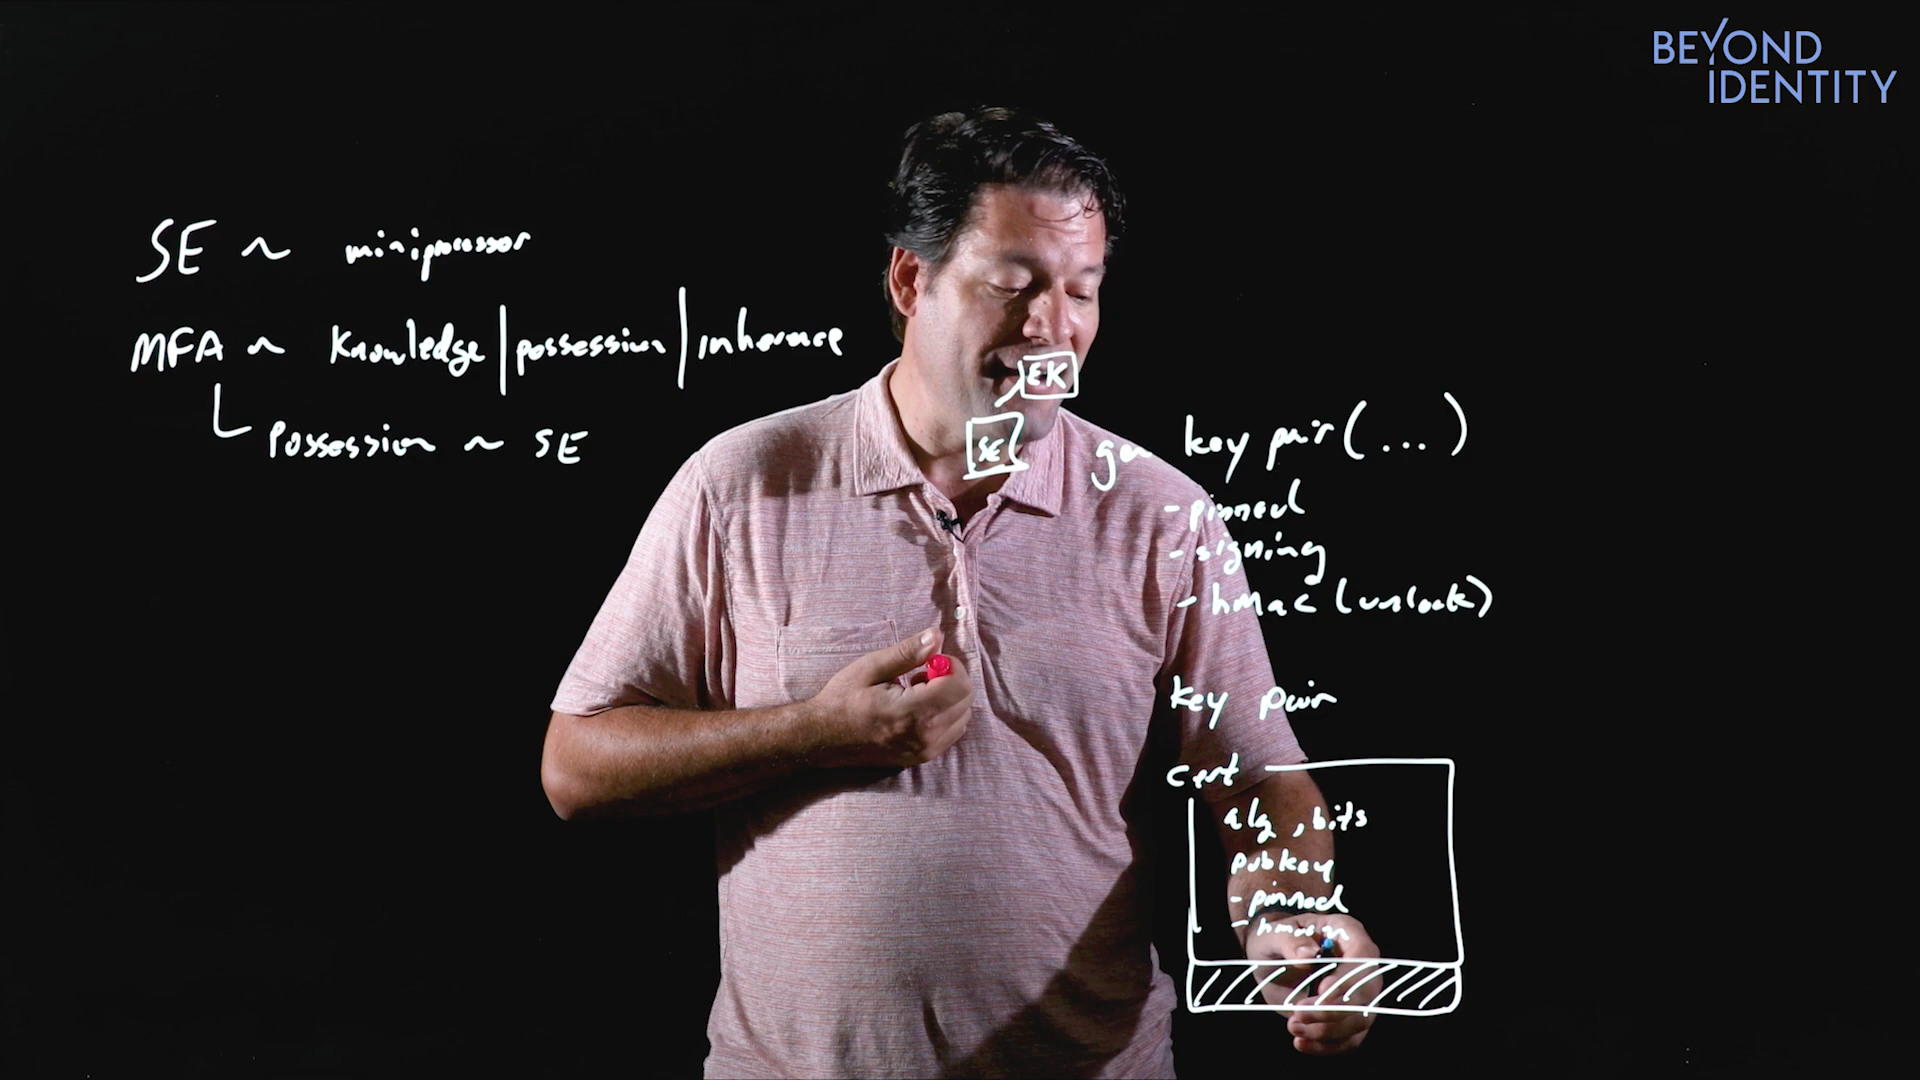 BEYOND
IDENTITY
SE ~ miniprocessor
MFA ~ Knowledge | possession | inherence
Possession ~ SE
EK
SE
gen key pair (...)
- pinned
- signing
- hmac (unlock)
key pair
cert
alg, bits
pubkey
- pinned